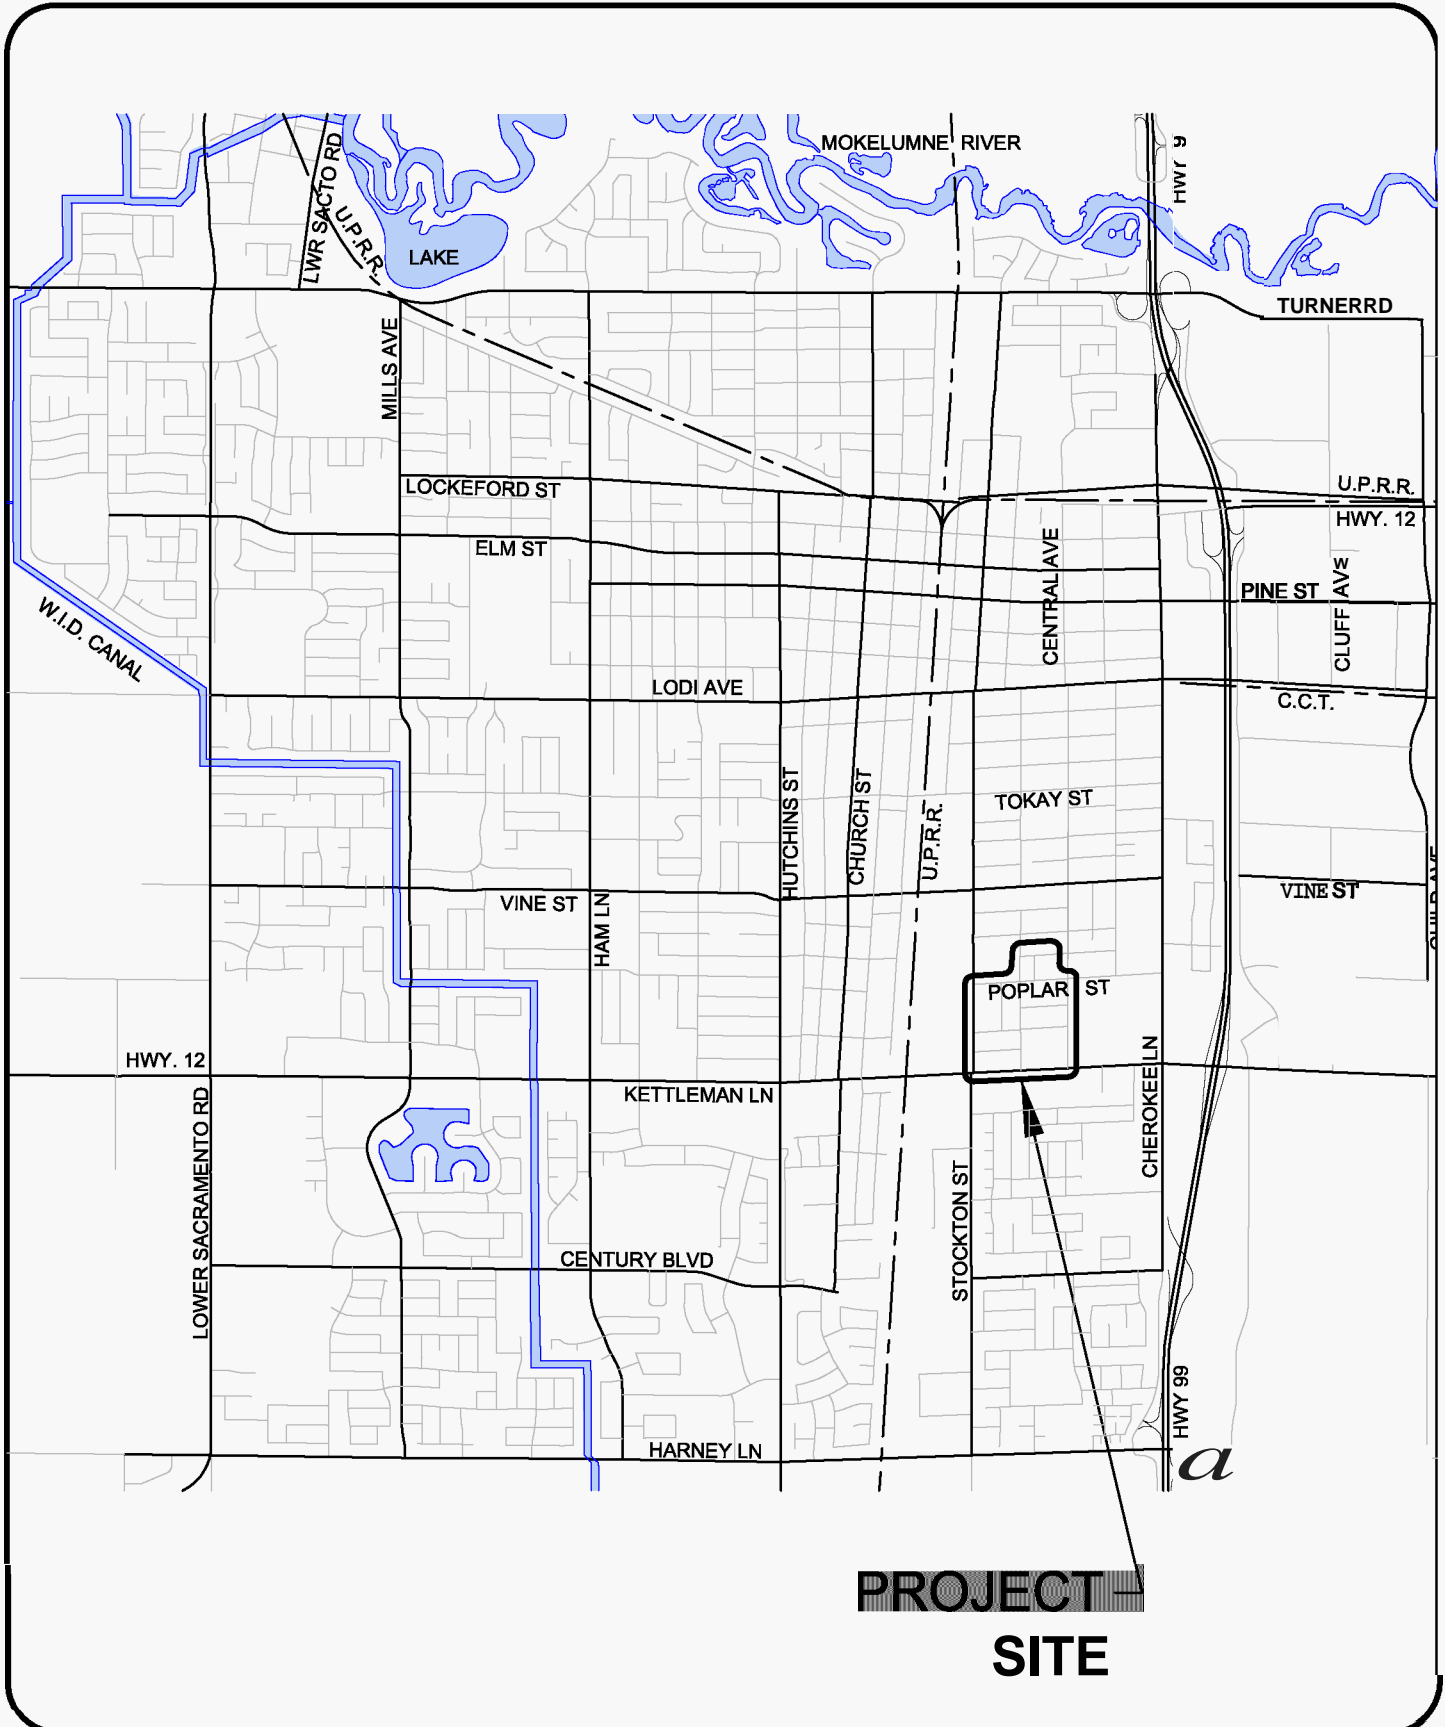 MOKELUMNE RIVER
HWY 9
LWR SACTO RD
U.P.R.R.
LAKE
TURNERRD
MILLS AVE
LOCKEFORD ST
U.P.R.R.
HWY. 12
ELM ST
CENTRAL AVE
CLUFF AVW
PINE ST
W.I.D. CANAL
LODI AVE
C.C.T.
HUTCHINS ST
CHURCH ST
U.P.R.R.
TOKAY ST
VINE ST
VINE ST
HAM LN
POPLAR ST
HWY. 12
KETTLEMAN LN
CHEROKEE LN
LOWER SACRAMENTO RD
STOCKTON ST
CENTURY BLVD
HWY 99
HARNEY LN
a
PROJECT
SITE